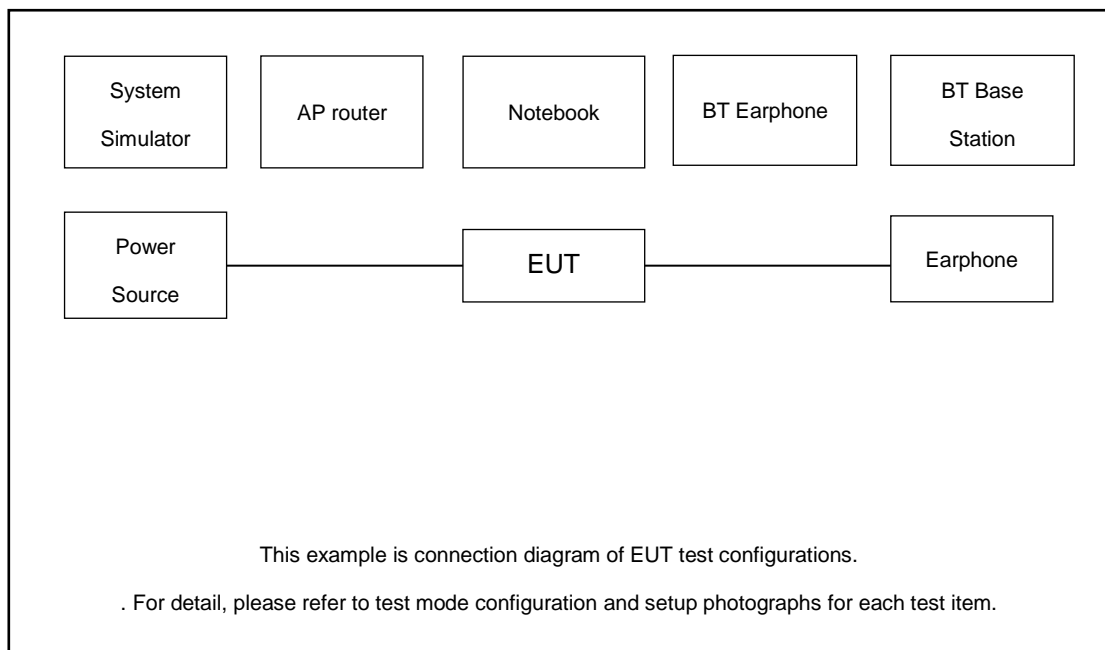 System
Simulator
AP router
Notebook
BT Earphone
BT Base
Station
Power
Source
EUT
Earphone
This example is connection diagram of EUT test configurations.
. For detail, please refer to test mode configuration and setup photographs for each test item.